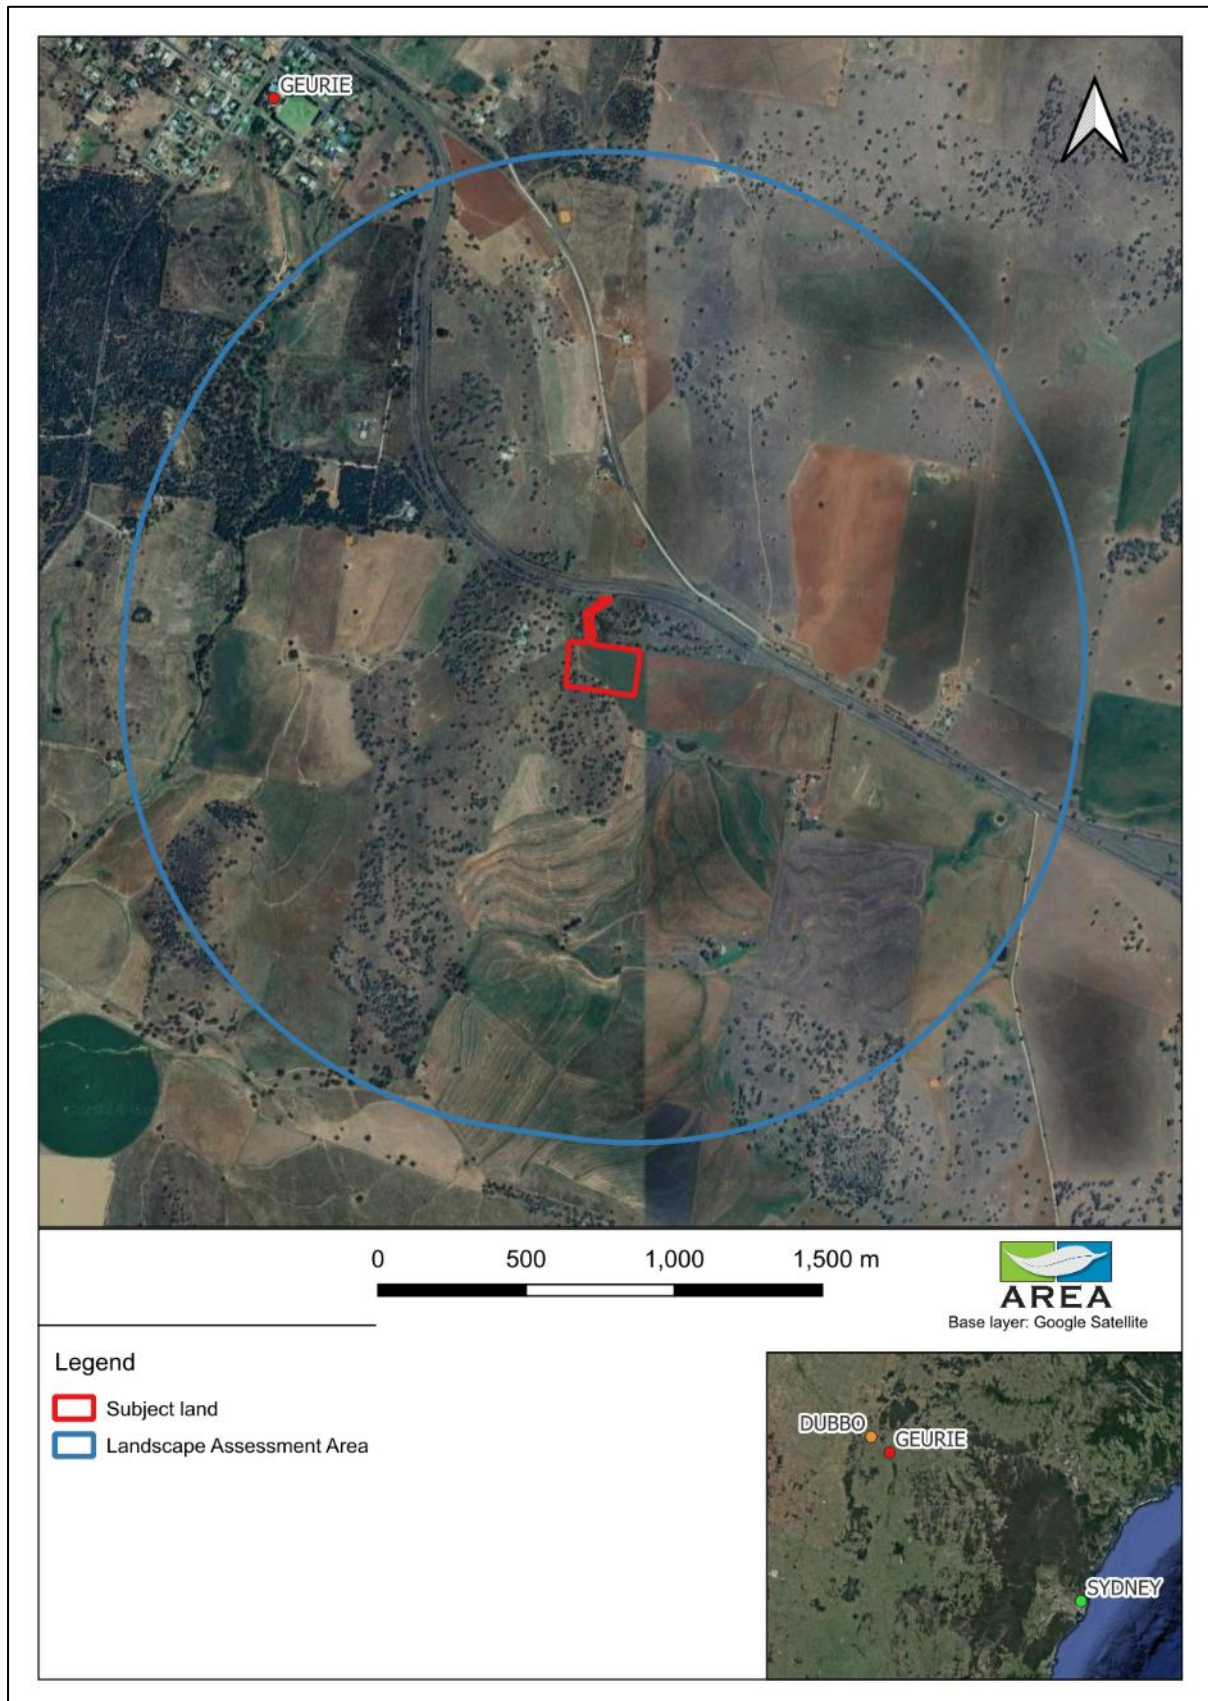 GEURIE
0 500 1,000 1,500 m
AREA
Base layer: Google Satellite
Legend
Subject land
Landscape Assessment Area
DUBBO
GEURIE
SYDNEY